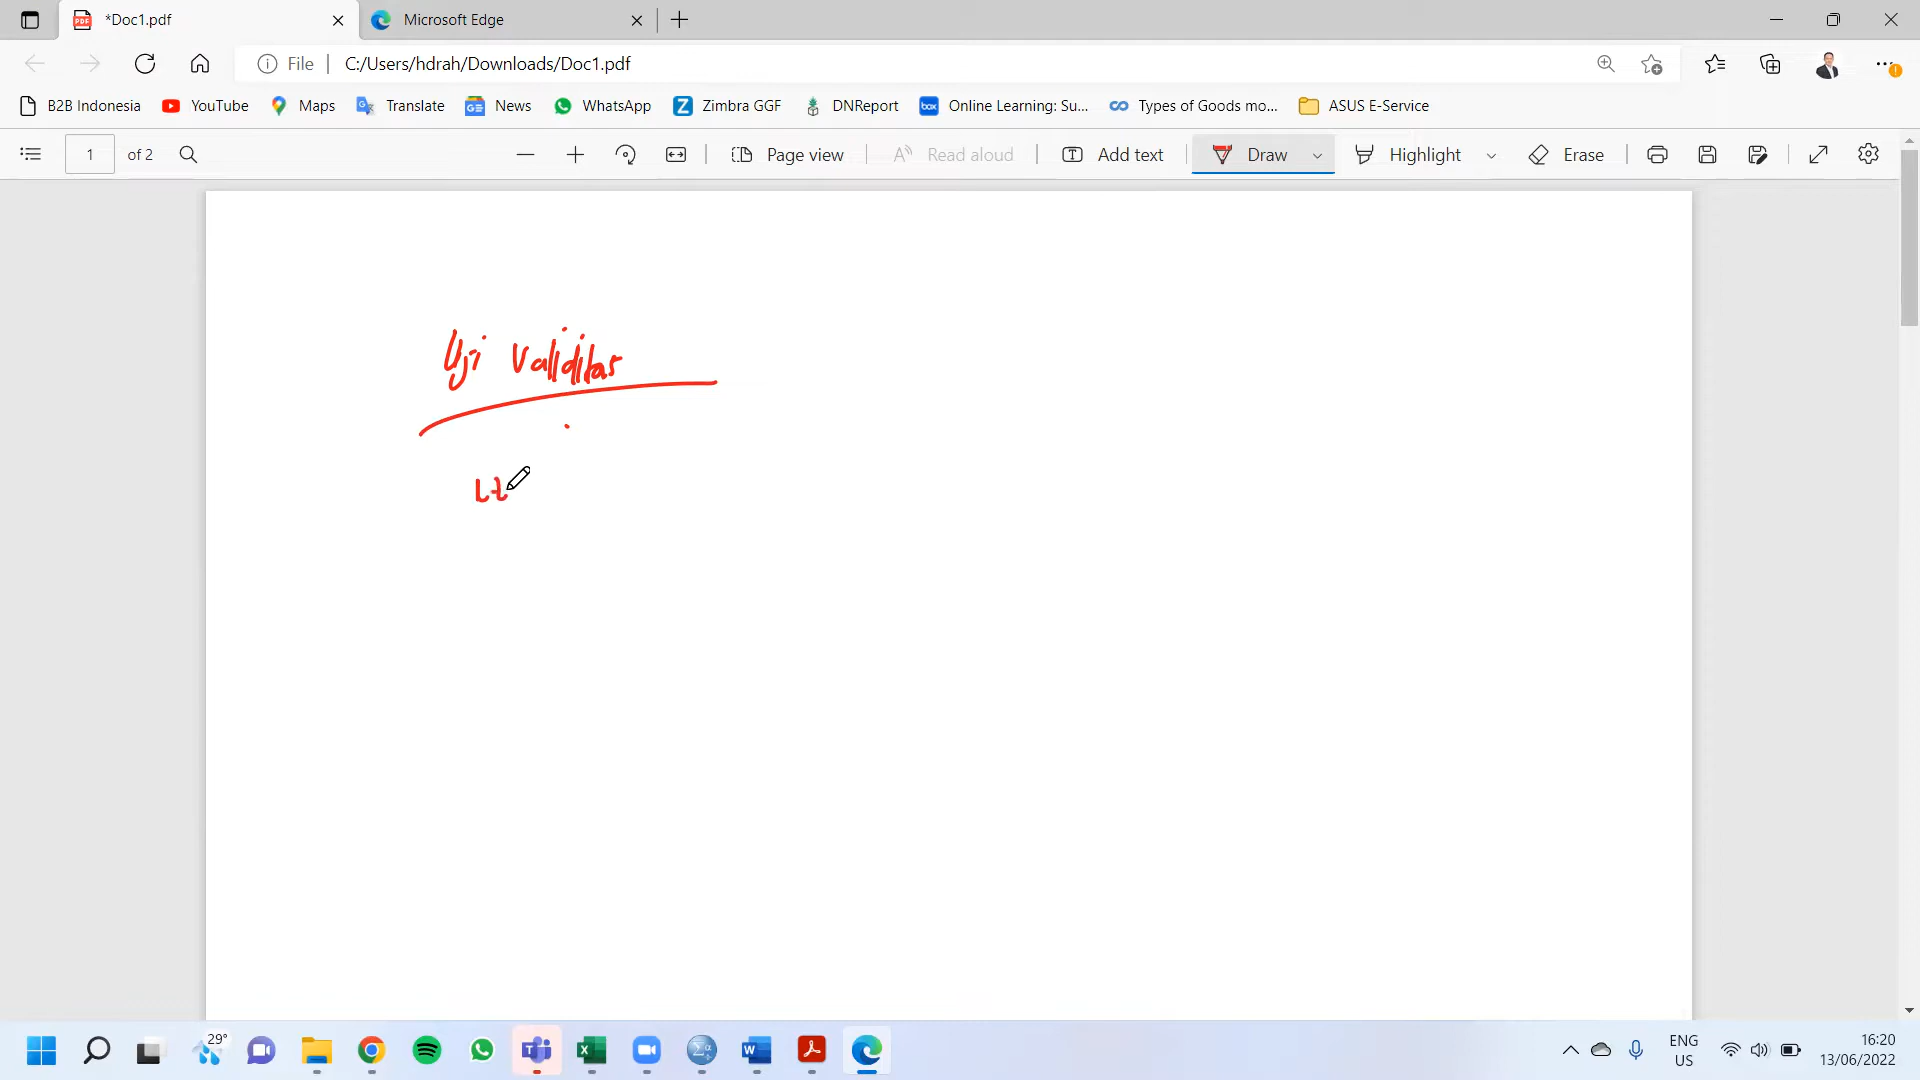 *Doc1.pdf
Microsoft Edge
File
C:/Users/hdrah/Downloads/Doc1.pdf
B2B Indonesia
YouTube
Maps
Translate
News
WhatsApp
Zimbra GGF
DNReport
Online Learning: Su...
Types of Goods mo...
ASUS E-Service
1 of 2
Page view
Read aloud
Add text
Draw
Highlight
Erase
Uji Validitas
29°
ENG
US
16:20
13/06/2022